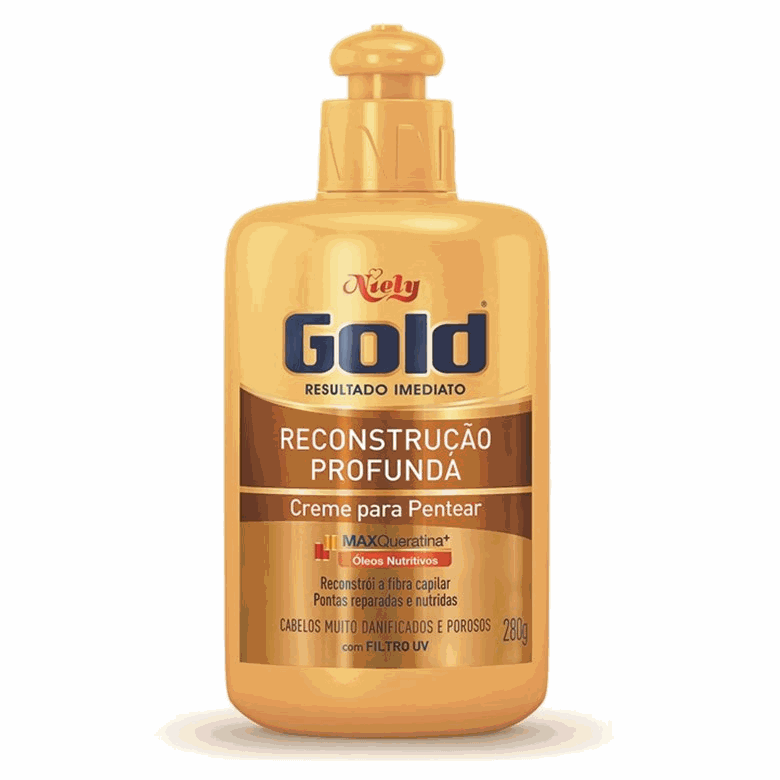 Niely
Gold®
RESULTADO IMEDIATO
RECONSTRUÇÃO
PROFUNDA
Creme para Pentear
MAXQueratina+
Óleos Nutritivos
Reconstrói a fibra capilar
Pontas reparadas e nutridas
CABELOS MUITO DANIFICADOS E POROSOS 280g
com FILTRO UV